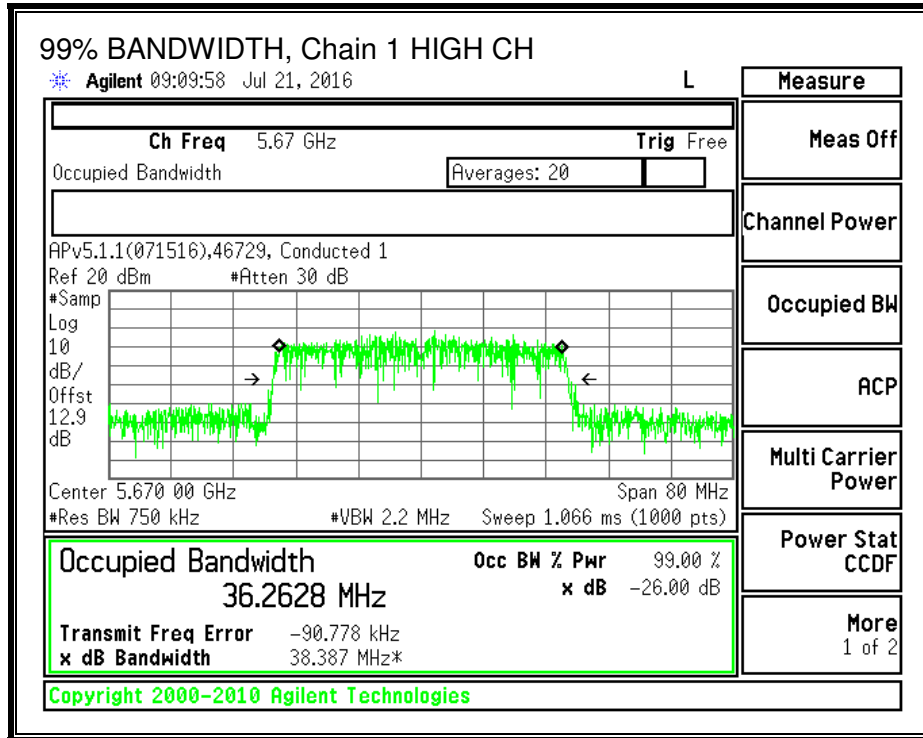 99% BANDWIDTH, Chain 1 HIGH CH
Agilent 09:09:58 Jul 21, 2016 L
Measure
Ch Freq 5.67 GHz Trig Free
Meas Off
Occupied Bandwidth Averages: 20
Channel Power
APv5.1.1(071516),46729, Conducted 1
Ref 20 dBm #Atten 30 dB
#Samp
Log
10
dB/
Offst
12.9
dB
Occupied BW
ACP
Multi Carrier
Power
Center 5.670 00 GHz Span 80 MHz
#Res BW 750 kHz #VBW 2.2 MHz Sweep 1.066 ms (1000 pts)
Power Stat
CCDF
Occupied Bandwidth Occ BW % Pwr 99.00 %
36.2628 MHz x dB -26.00 dB
Transmit Freq Error -90.778 kHz
x dB Bandwidth 38.387 MHz*
More
1 of 2
Copyright 2000-2010 Agilent Technologies